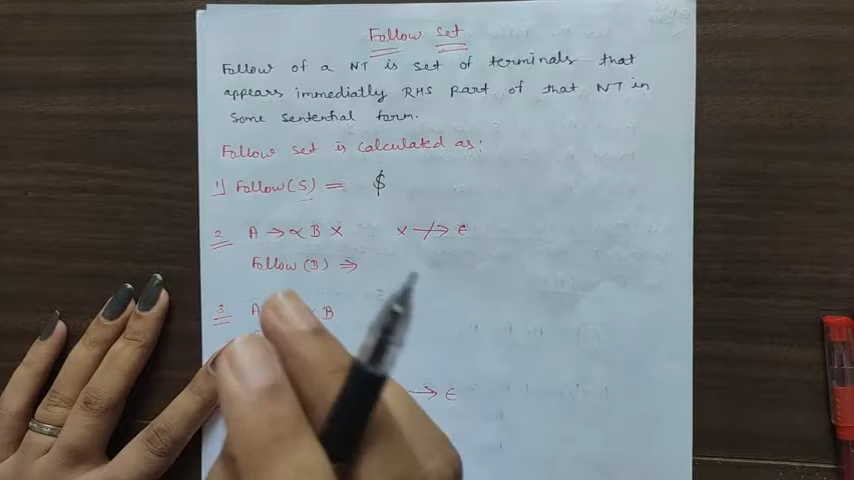 Follow set
Follow of a NT is set of terminals that
appears immediatly RHS part of that NT in
some sentential form.
Follow set is calculated as:
1) Follow(S) = $
2 A → αBX X ↛ ε
Follow (B) ⇒
3 A B
→ ε